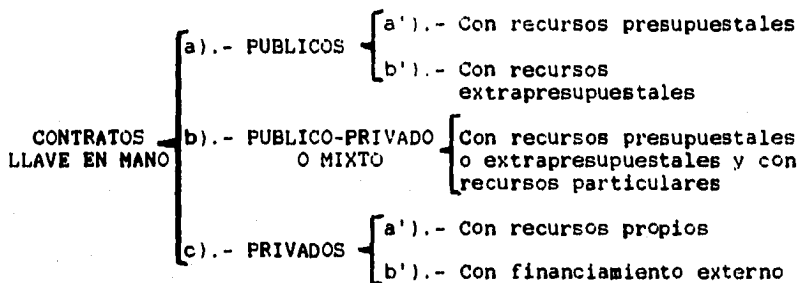 CONTRATOS
LLAVE EN MANO
a).- PUBLICOS
a').- Con recursos presupuestales
b').- Con recursos
extrapresupuestales
b).- PUBLICO-PRIVADO
O MIXTO
Con recursos presupuestales
o extrapresupuestales y con
recursos particulares
c).- PRIVADOS
a').- Con recursos propios
b').- Con financiamiento externo